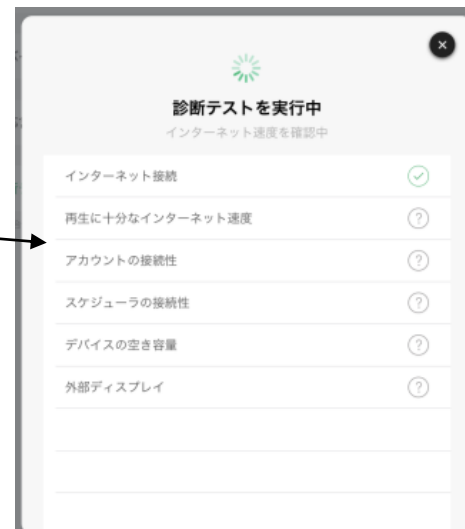 診断テストを実行中
インターネット速度を確認中
インターネット接続
再生に十分なインターネット速度
アカウントの接続性
スケジューラの接続性
デバイスの空き容量
外部ディスプレイ